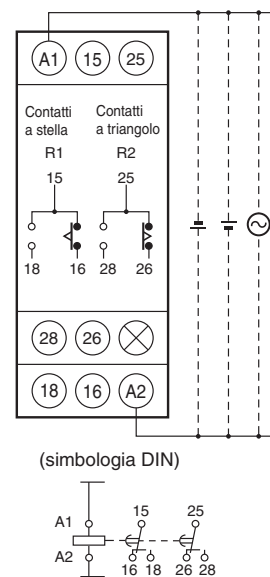 A1 15 25
Contatti Contatti
a stella a triangolo
R1 R2
15 25
18 16 28 26
28 26
18 16 A2
(simbologia DIN)
A1 15 25
A2
16 18 26 28